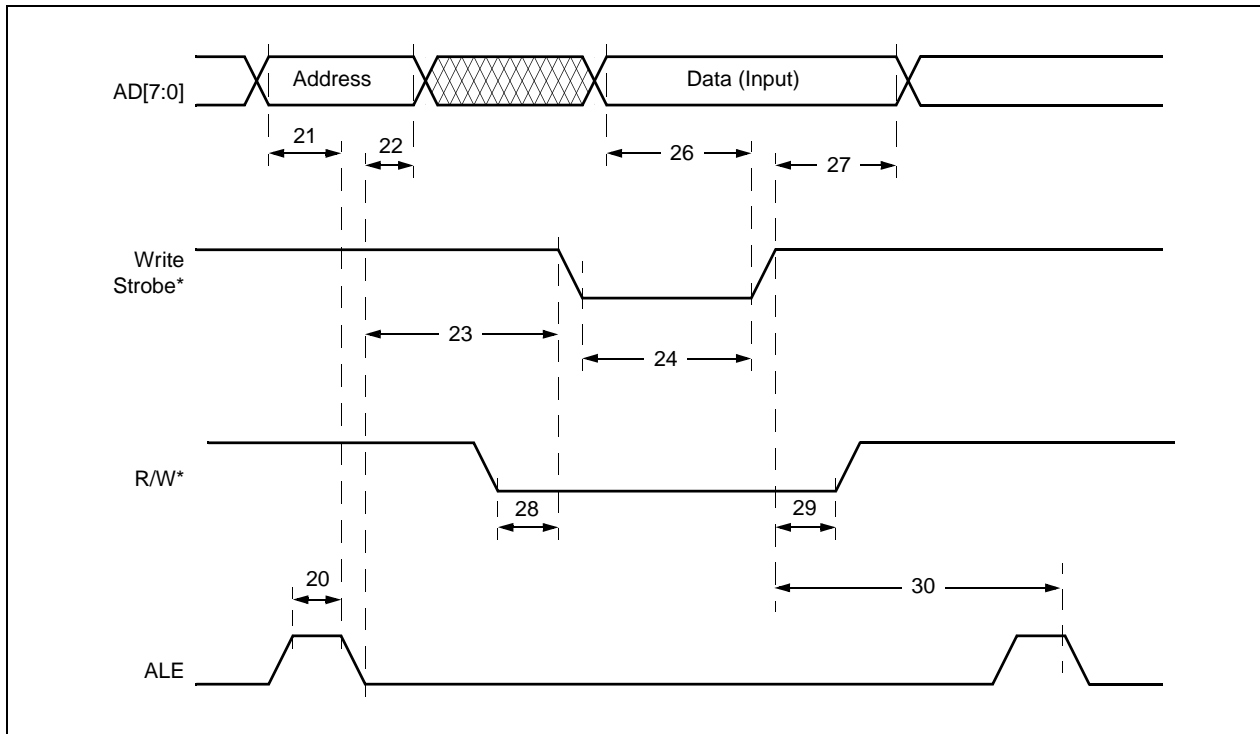 AD[7:0]
Address
Data (Input)
21
22
26
27
Write
Strobe*
23
24
R/W*
28
29
20
30
ALE